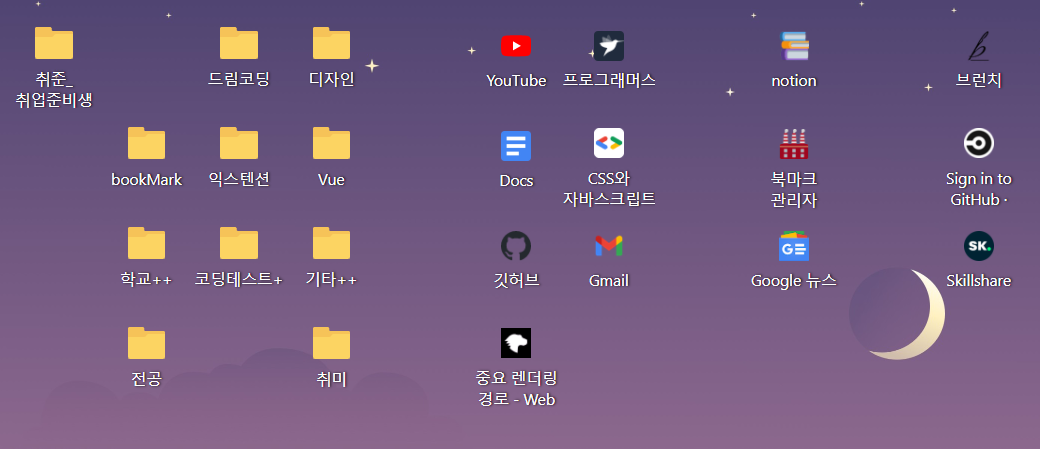 취준_
취업준비생
드림코딩
디자인
YouTube
프로그래머스
notion
브런치
bookMark
익스텐션
Vue
Docs
CSS와
자바스크립트
북마크
관리자
Sign in to
GitHub ·
학교++
코딩테스트+
기타++
깃허브
Gmail
GE
Google 뉴스
SK.
Skillshare
전공
취미
중요 렌더링
경로 - Web